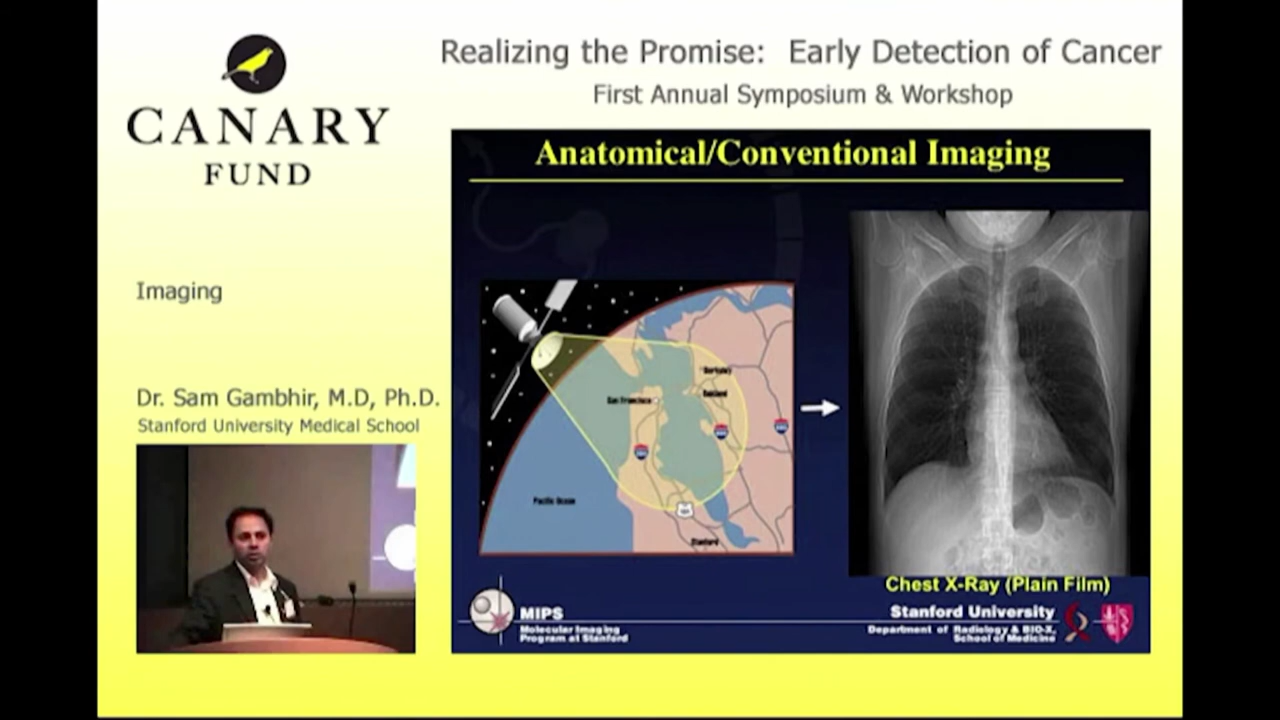 CANARY
FUND
Realizing the Promise: Early Detection of Cancer
First Annual Symposium & Workshop
Imaging
Dr. Sam Gambhir, M.D, Ph.D.
Stanford University Medical School
Anatomical/Conventional Imaging
Berkeley
San Francisco
Oakland
Pacific Ocean
Stanford
Chest X-Ray (Plain Film)
MIPS
Molecular Imaging
Program at Stanford
Stanford University
Department of Radiology & BIO-X,
School of Medicine